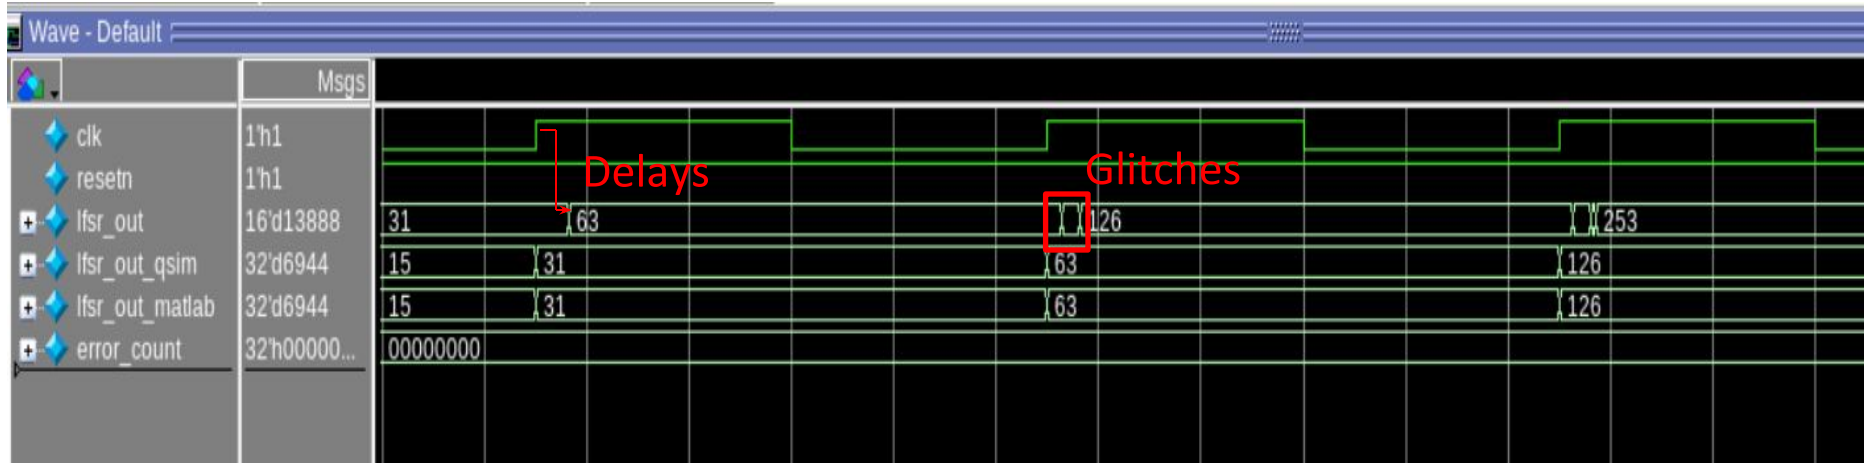 Wave - Default
Msgs
clk 1'h1
resetn 1'h1
Delays Glitches
lfsr_out 16'd13888 31 63 126 253
lfsr_out_qsim 32'd6944 15 31 63 126
lfsr_out_matlab 32'd6944 15 31 63 126
error_count 32'h00000... 00000000